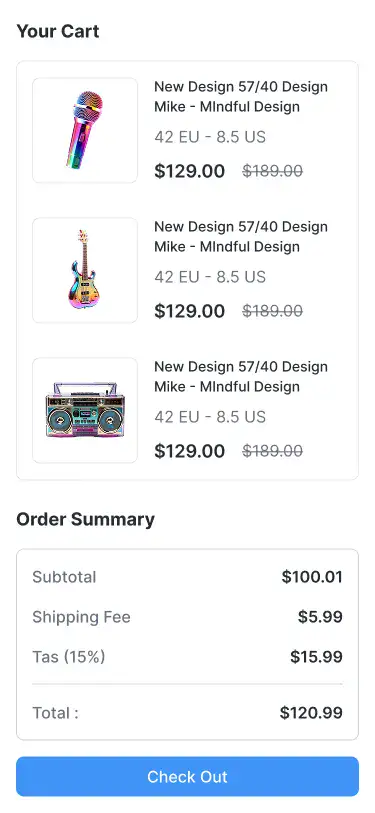 Your Cart
New Design 57/40 Design
Mike - MIndful Design
42 EU - 8.5 US
$129.00 $189.00
New Design 57/40 Design
Mike - MIndful Design
42 EU - 8.5 US
$129.00 $189.00
New Design 57/40 Design
Mike - MIndful Design
42 EU - 8.5 US
$129.00 $189.00
Order Summary
Subtotal $100.01
Shipping Fee $5.99
Tas (15%) $15.99
Total : $120.99
Check Out